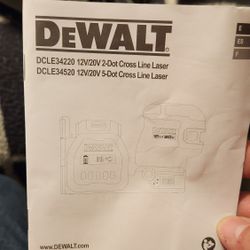 DEWALT
DCLE34220 12V/20V 2-Dot Cross Line Laser
DCLE34520 12V/20V 5-Dot Cross Line Laser
E
ES
F
www.DEWALT.com